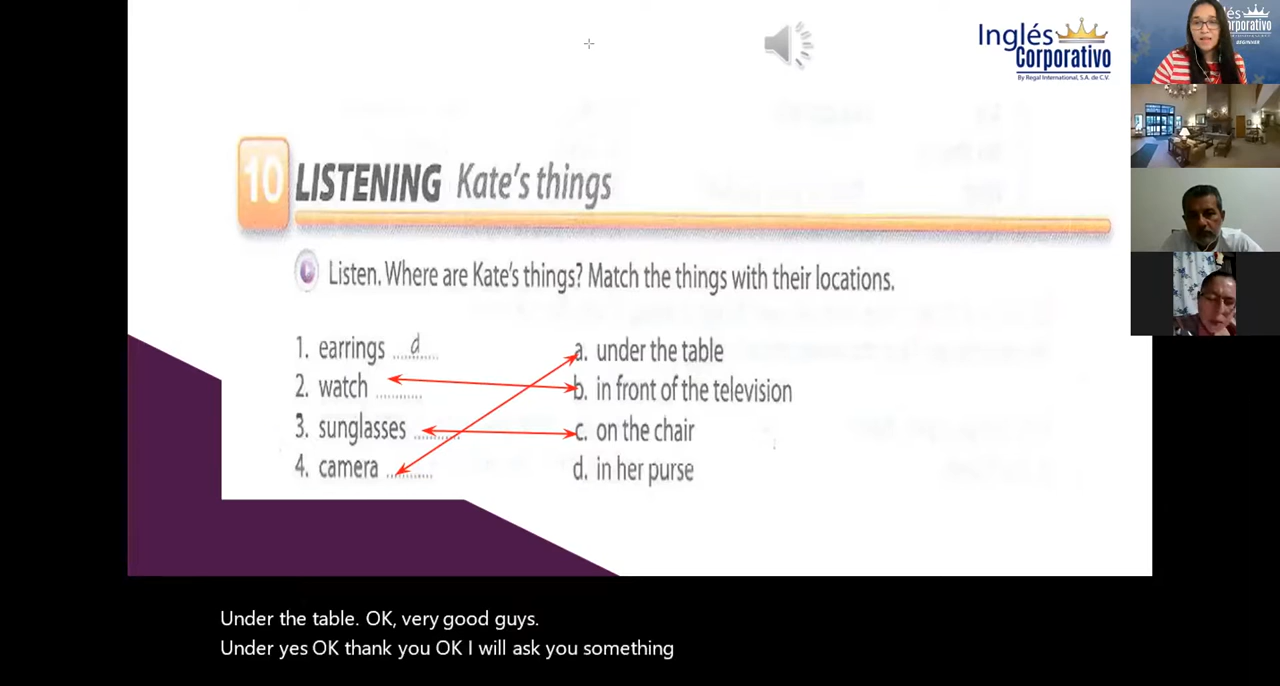 Inglés
Corporativo
By Regal International, S.A. de C.V.
10 LISTENING Kate's things
Listen. Where are Kate's things? Match the things with their locations.
1. earrings d
a. under the table
2. watch
b. in front of the television
3. sunglasses
c. on the chair
4. camera
d. in her purse
Under the table. OK, very good guys.
Under yes OK thank you OK I will ask you something